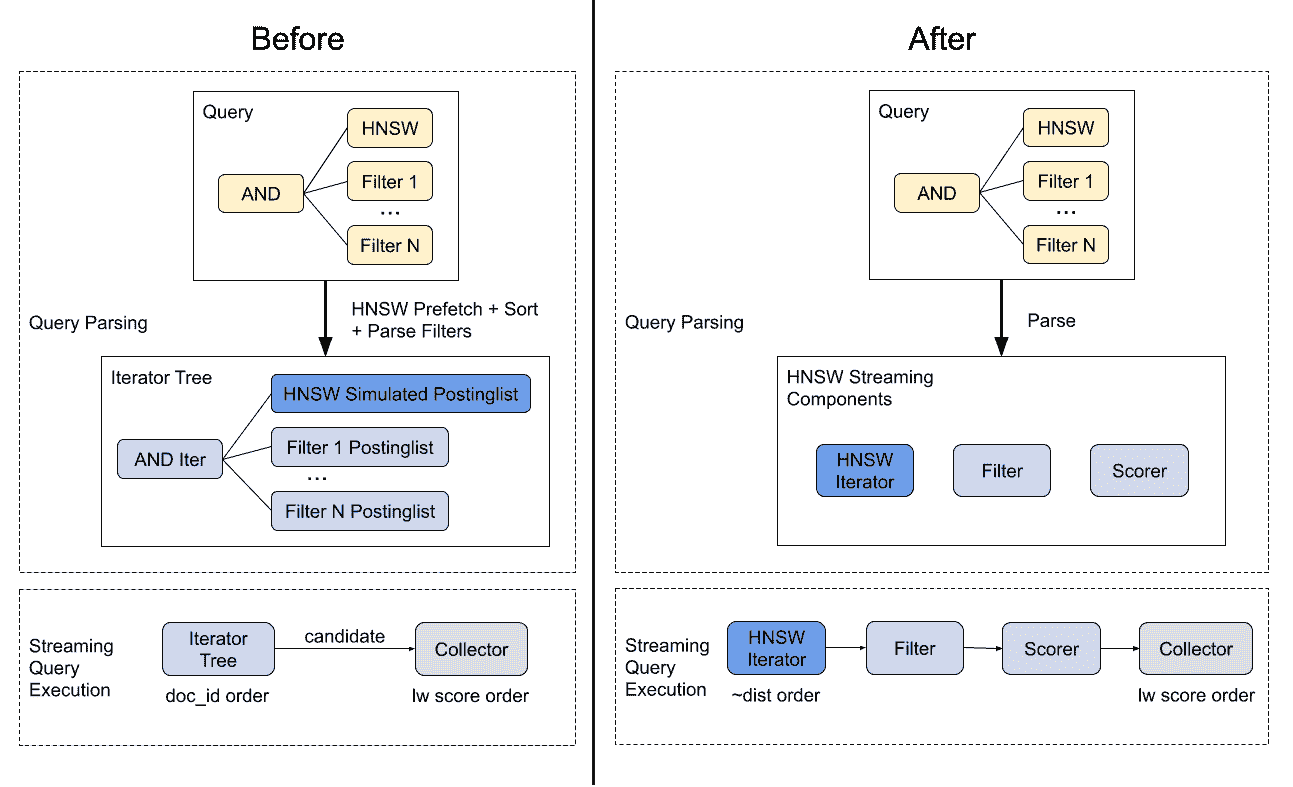 Before
Query
HNSW
AND
Filter 1
...
Filter N
HNSW Prefetch + Sort
+ Parse Filters
Query Parsing
Iterator Tree
HNSW Simulated Postinglist
AND Iter
Filter 1 Postinglist
...
Filter N Postinglist
Streaming
Query
Execution
Iterator
Tree
candidate
Collector
doc_id order
lw score order
After
Query
HNSW
AND
Filter 1
...
Filter N
Query Parsing
Parse
HNSW Streaming
Components
HNSW
Iterator
Filter
Scorer
Streaming
Query
Execution
HNSW
Iterator
Filter
Scorer
Collector
~dist order
lw score order